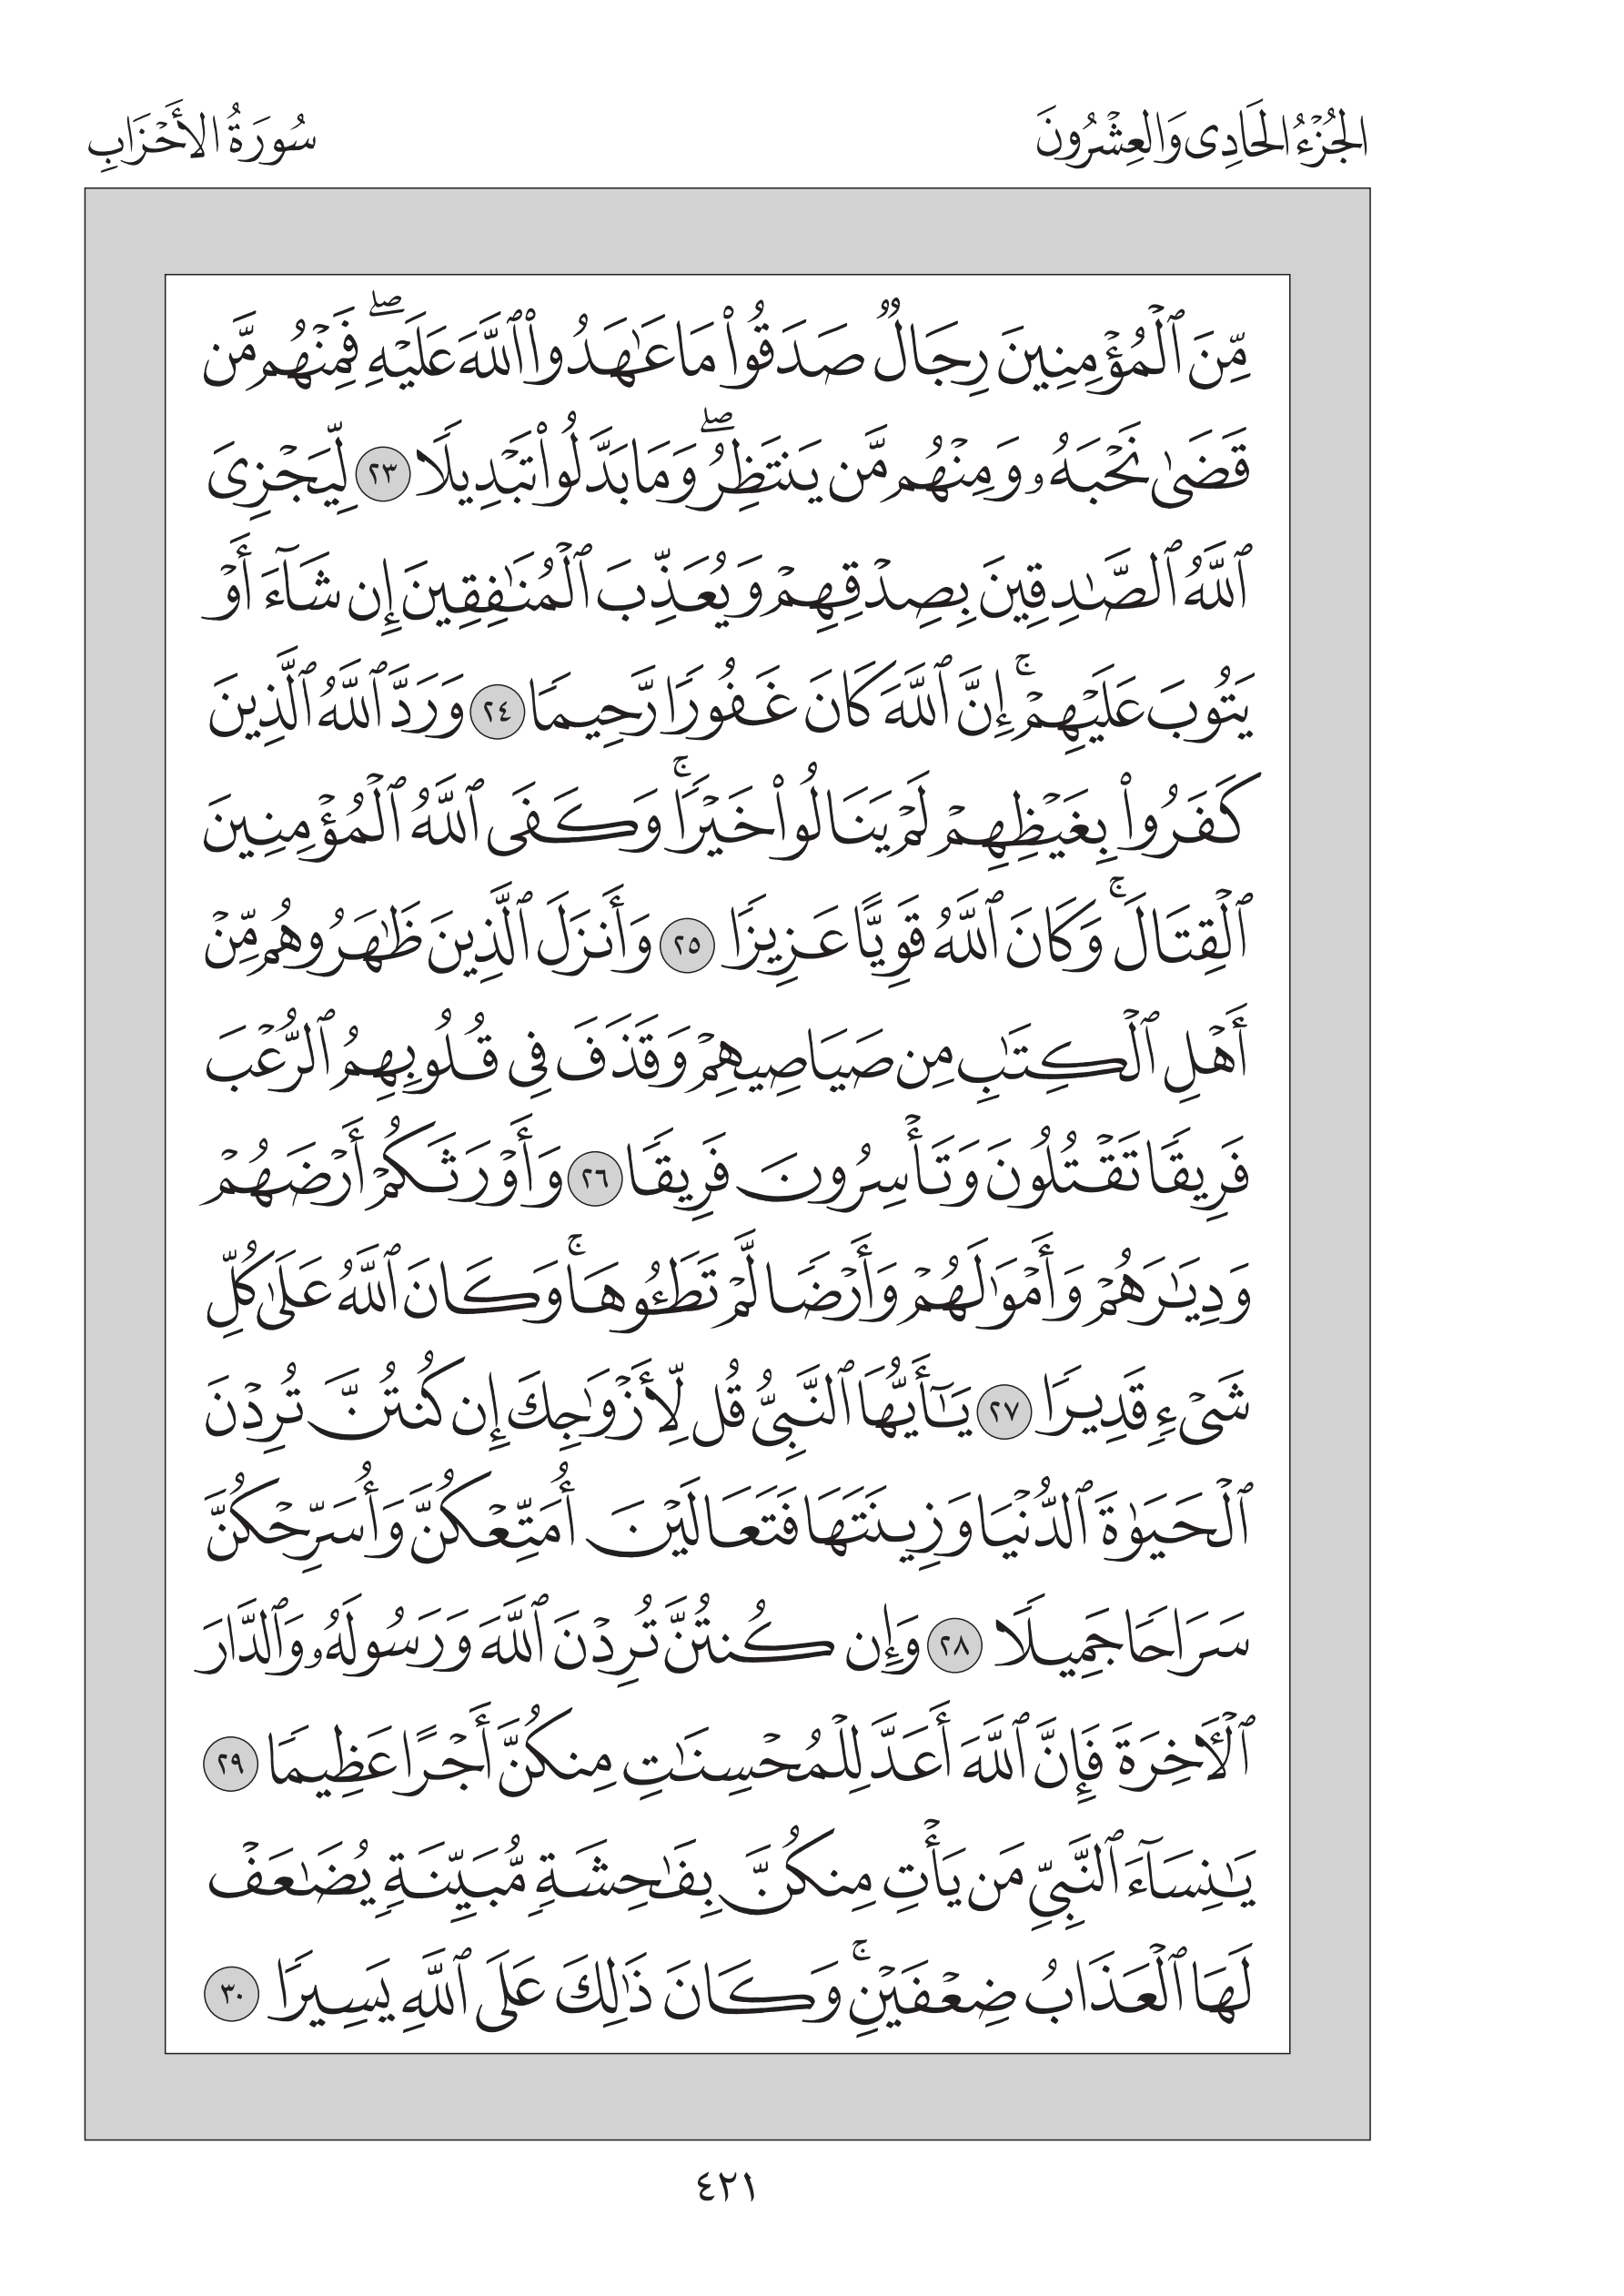 الجُزْءُ الحَادِى وَالعِشْرُونَ
سُورَةُ الأَحْزَابِ
مِّنَ ٱلْمُؤْمِنِينَ رِجَالٌ صَدَقُوا۟ مَا عَـٰهَدُوا۟ ٱللَّهَ عَلَيْهِ ۖ فَمِنْهُم مَّن
قَضَىٰ نَحْبَهُۥ وَمِنْهُم مَّن يَنتَظِرُ ۖ وَمَا بَدَّلُوا۟ تَبْدِيلًا ٢٣ لِّيَجْزِىَ
ٱللَّهُ ٱلصَّـٰدِقِينَ بِصِدْقِهِمْ وَيُعَذِّبَ ٱلْمُنَـٰفِقِينَ إِن شَآءَ أَوْ
يَتُوبَ عَلَيْهِمْ ۚ إِنَّ ٱللَّهَ كَانَ غَفُورًا رَّحِيمًا ٢٤ وَرَدَّ ٱللَّهُ ٱلَّذِينَ
كَفَرُوا۟ بِغَيْظِهِمْ لَمْ يَنَالُوا۟ خَيْرًا ۚ وَكَفَى ٱللَّهُ ٱلْمُؤْمِنِينَ
ٱلْقِتَالَ ۚ وَكَانَ ٱللَّهُ قَوِيًّا عَزِيزًا ٢٥ وَأَنزَلَ ٱلَّذِينَ ظَـٰهَرُوهُم مِّنْ
أَهْلِ ٱلْكِتَـٰبِ مِن صَيَاصِيهِمْ وَقَذَفَ فِى قُلُوبِهِمُ ٱلرُّعْبَ
فَرِيقًا تَقْتُلُونَ وَتَأْسِرُونَ فَرِيقًا ٢٦ وَأَوْرَثَكُمْ أَرْضَهُمْ
وَدِيَـٰرَهُمْ وَأَمْوَٰلَهُمْ وَأَرْضًا لَّمْ تَطَـُٔوهَا ۚ وَكَانَ ٱللَّهُ عَلَىٰ كُلِّ
شَىْءٍ قَدِيرًا ٢٧ يَـٰٓأَيُّهَا ٱلنَّبِىُّ قُل لِّأَزْوَٰجِكَ إِن كُنتُنَّ تُرِدْنَ
ٱلْحَيَوٰةَ ٱلدُّنْيَا وَزِينَتَهَا فَتَعَالَيْنَ أُمَتِّعْكُنَّ وَأُسَرِّحْكُنَّ
سَرَاحًا جَمِيلًا ٢٨ وَإِن كُنتُنَّ تُرِدْنَ ٱللَّهَ وَرَسُولَهُۥ وَٱلدَّارَ
ٱلْـَٔاخِرَةَ فَإِنَّ ٱللَّهَ أَعَدَّ لِلْمُحْسِنَـٰتِ مِنكُنَّ أَجْرًا عَظِيمًا ٢٩
يَـٰنِسَآءَ ٱلنَّبِىِّ مَن يَأْتِ مِنكُنَّ بِفَـٰحِشَةٍ مُّبَيِّنَةٍ يُضَـٰعَفْ
لَهَا ٱلْعَذَابُ ضِعْفَيْنِ ۚ وَكَانَ ذَٰلِكَ عَلَى ٱللَّهِ يَسِيرًا ٣٠
٤٢١